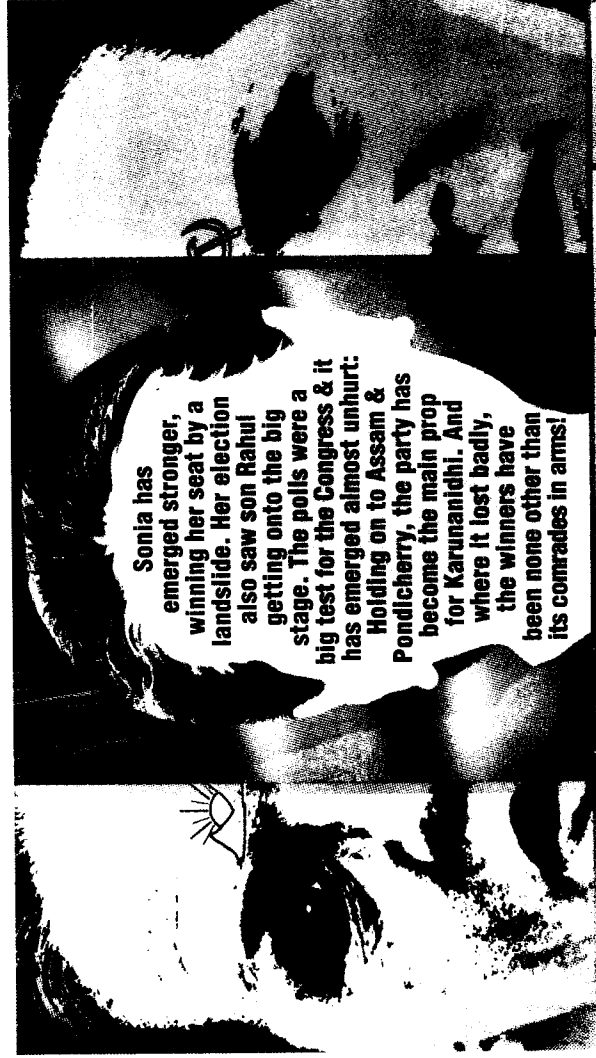 Sonia has
emerged stronger,
winning her seat by a
landslide. Her election
also saw son Rahul
getting onto the big
stage. The polls were a
big test for the Congress & it
has emerged almost unhurt:
Holding on to Assam &
Pondicherry, the party has
become the main prop
for Karunanidhi. And
where it lost badly,
the winners have
been none other than
its comrades in arms!